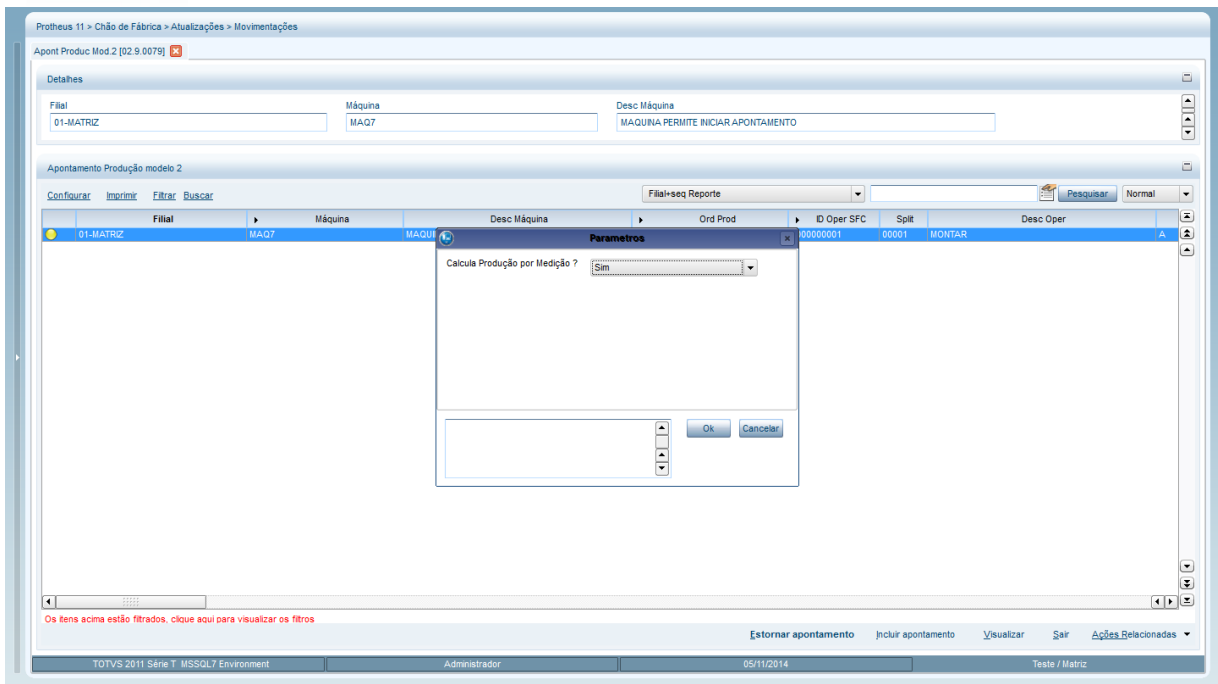 Protheus 11 > Chão de Fábrica > Atualizações > Movimentações
Apont Produc Mod.2 [02.9.0079]
Detalhes
Filial Máquina Desc Máquina
01-MATRIZ MAQ7 MAQUINA PERMITE INICIAR APONTAMENTO
Apontamento Produção modelo 2
Configurar Imprimir Filtrar Buscar Filial+seq Reporte Pesquisar Normal
Filial Máquina Desc Máquina Ord Prod ID Oper SFC Split Desc Oper
01-MATRIZ MAQ7 00001 MONTAR A
Parametros
Calcula Produção por Medição ? Sim
Ok Cancelar
Os itens acima estão filtrados, clique aqui para visualizar os filtros
Estornar apontamento Incluir apontamento Visualizar Sair Ações Relacionadas
TOTVS 2011 Série T MSSQL7 Environment Administrador 05/11/2014 Teste / Matriz